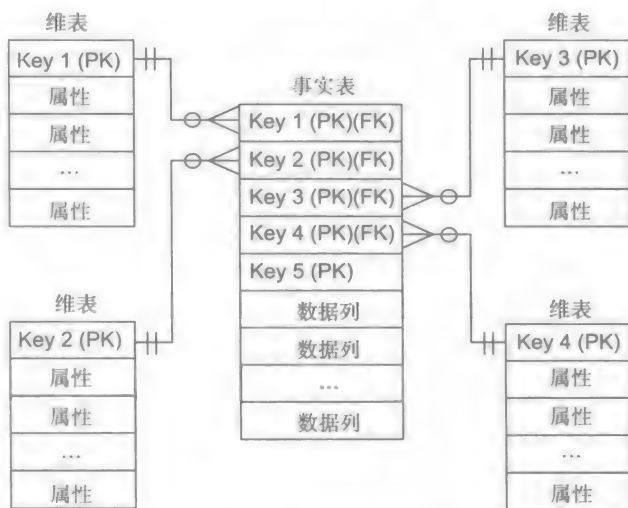 维表
Key 1 (PK)
属性
属性
…
属性
维表
Key 2 (PK)
属性
属性
…
属性
事实表
Key 1 (PK)(FK)
Key 2 (PK)(FK)
Key 3 (PK)(FK)
Key 4 (PK)(FK)
Key 5 (PK)
数据列
数据列
…
数据列
维表
Key 3 (PK)
属性
属性
…
属性
维表
Key 4 (PK)
属性
属性
…
属性